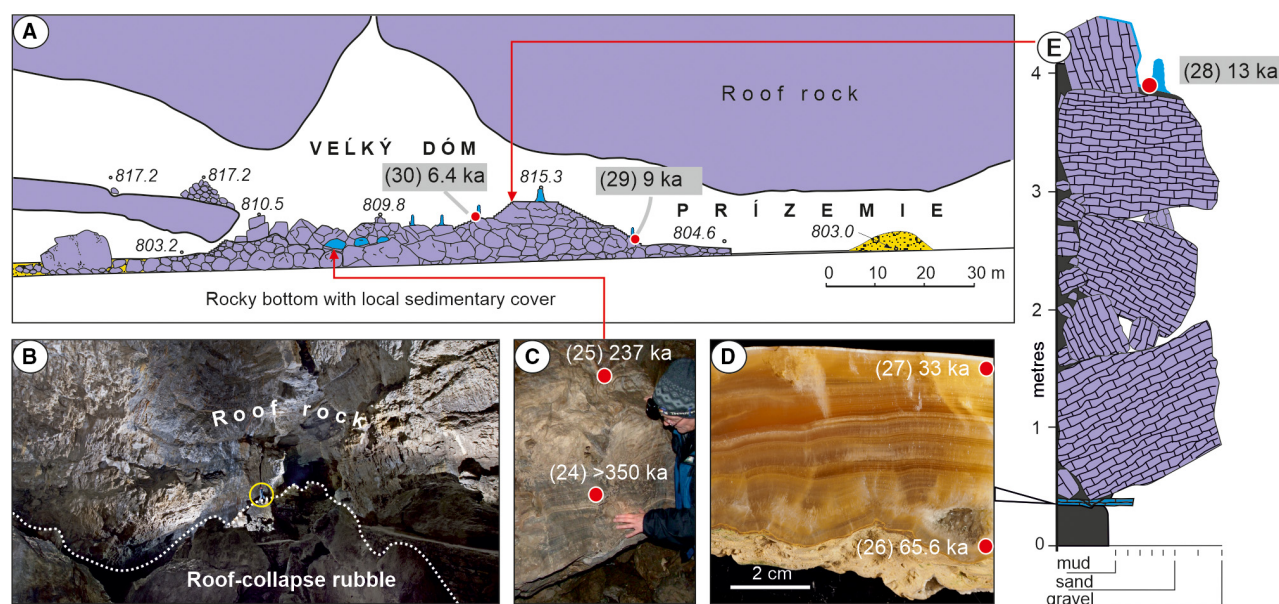 A
Roof rock
VEĽKÝ DÓM
817.2
817.2
(30) 6.4 ka
815.3
(29) 9 ka
810.5
809.8
PRÍZEMIE
803.2
804.6
803.0
0 10 20 30 m
Rocky bottom with local sedimentary cover
B
Roof rock
Roof-collapse rubble
C
(25) 237 ka
(24) >350 ka
D
(27) 33 ka
(26) 65.6 ka
2 cm
E
4
(28) 13 ka
3
2
metres
1
0
mud
sand
gravel